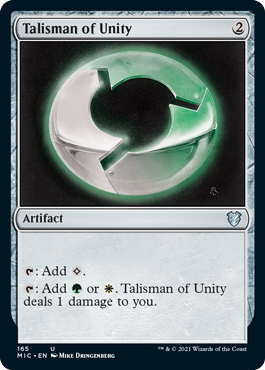 Talisman of Unity 2
Artifact
: Add .
: Add or . Talisman of Unity
deals 1 damage to you.
165 U
MIC • EN Mike Dringenberg
™ & © 2021 Wizards of the Coast